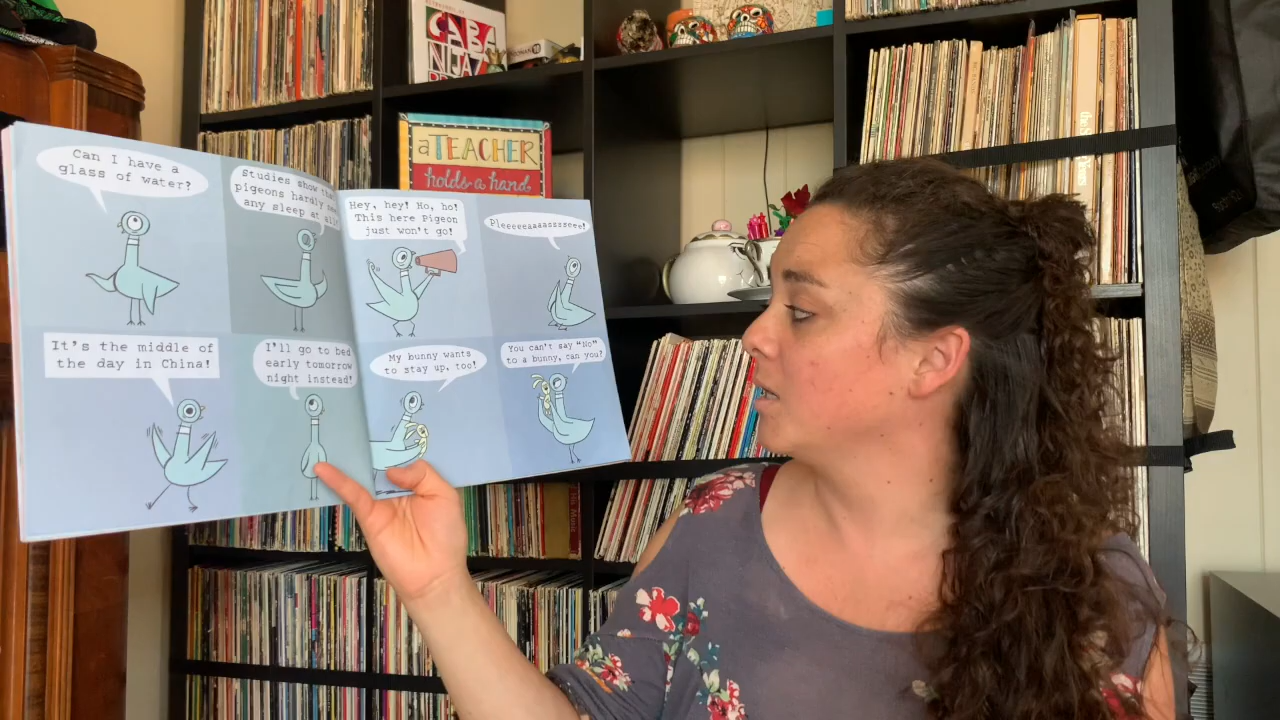 Can I have a
glass of water?
Studies show that
pigeons hardly
any sleep at all!
It's the middle of
the day in China!
I'll go to bed
early tomorrow
night instead!
Hey, hey! Ho, ho!
This here Pigeon
just won't go!
Pleeeeeaaaasssseeee!
My bunny wants
to stay up, too!
You can't say "No"
to a bunny, can you?
a TEACHER
holds a hand
CABA
NIJA